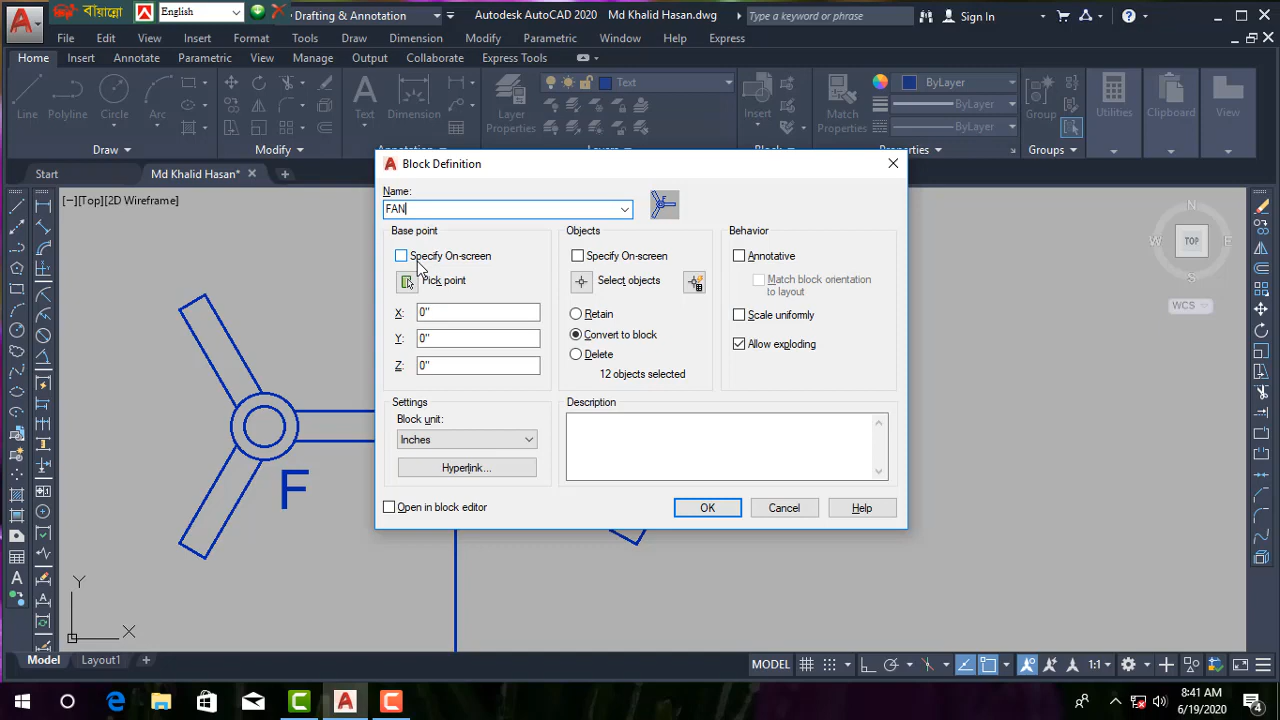 বায়ান্নো
English
Drafting & Annotation
Autodesk AutoCAD 2020
Md Khalid Hasan.dwg
Type a keyword or phrase
Sign In
File
Edit
View
Insert
Format
Tools
Draw
Dimension
Modify
Parametric
Window
Help
Express
Home
Insert
Annotate
Parametric
View
Manage
Output
Collaborate
Express Tools
Line
Polyline
Circle
Arc
Text
Dimension
Layer
Properties
Text
Insert
Match
Properties
ByLayer
ByLayer
ByLayer
Group
Utilities
Clipboard
View
Draw
Modify
Properties
Groups
Start
Md Khalid Hasan*
[−][Top][2D Wireframe]
Block Definition
Name:
FAN
Base point
Specify On-screen
Pick point
X: 0"
Y: 0"
Z: 0"
Objects
Specify On-screen
Select objects
Retain
Convert to block
Delete
12 objects selected
Behavior
Annotative
Match block orientation
to layout
Scale uniformly
Allow exploding
Settings
Block unit:
Inches
Hyperlink...
Description
Open in block editor
OK
Cancel
Help
N
W
TOP
E
S
WCS
F
Y
X
Model
Layout1
MODEL
1:1
8:41 AM
6/19/2020
4